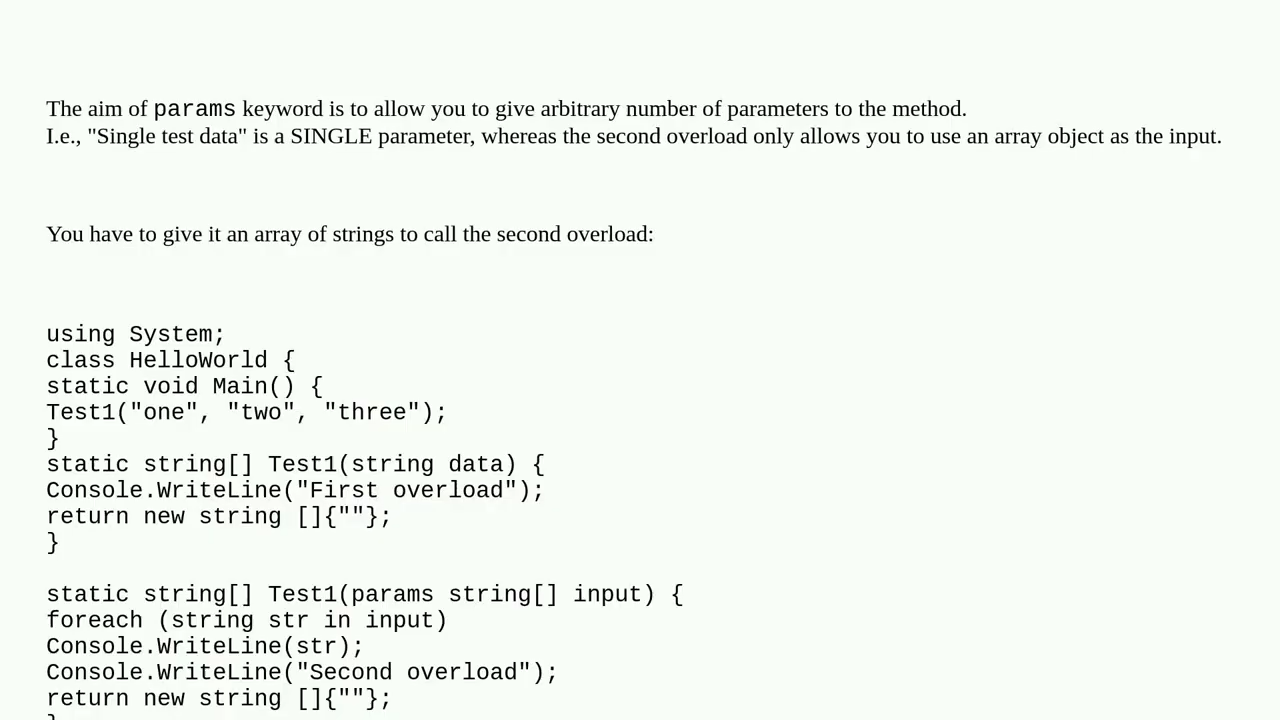 The aim of params keyword is to allow you to give arbitrary number of parameters to the method.
I.e., "Single test data" is a SINGLE parameter, whereas the second overload only allows you to use an array object as the input.
You have to give it an array of strings to call the second overload:
using System;
class HelloWorld {
static void Main() {
Test1("one", "two", "three");
}
static string[] Test1(string data) {
Console.WriteLine("First overload");
return new string []{""};
}
static string[] Test1(params string[] input) {
foreach (string str in input)
Console.WriteLine(str);
Console.WriteLine("Second overload");
return new string []{""};
}